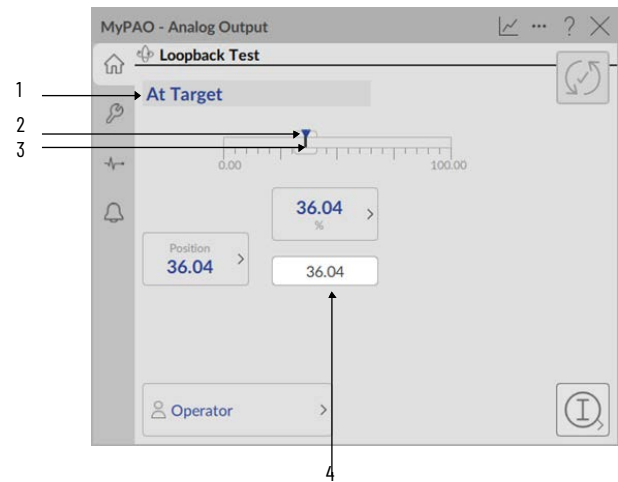 MyPAO - Analog Output ... ?
Loopback Test
1
At Target
2
3
0.00 100.00
36.04
%
Position
36.04
36.04
Operator
I
4